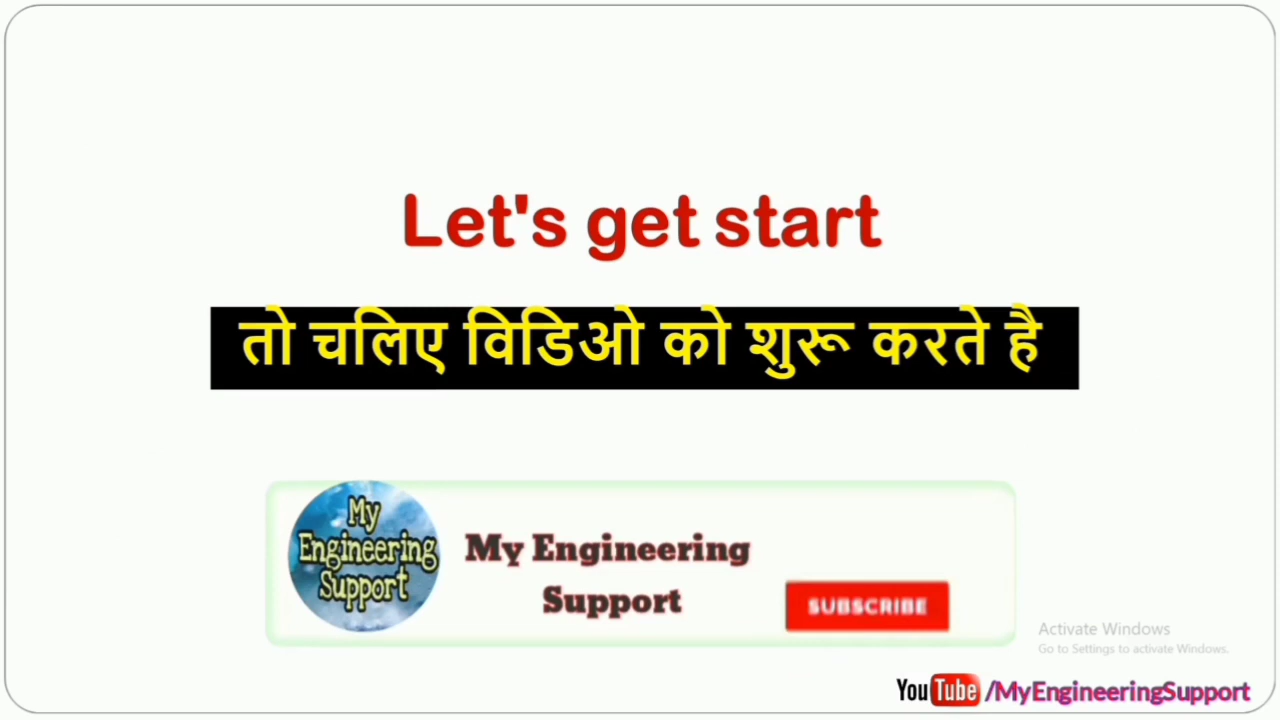 Let's get start
तो चलिए विडिओ को शुरू करते है
My
Engineering
Support
My Engineering
Support
SUBSCRIBE
Activate Windows
Go to Settings to activate Windows.
YouTube /MyEngineeringSupport